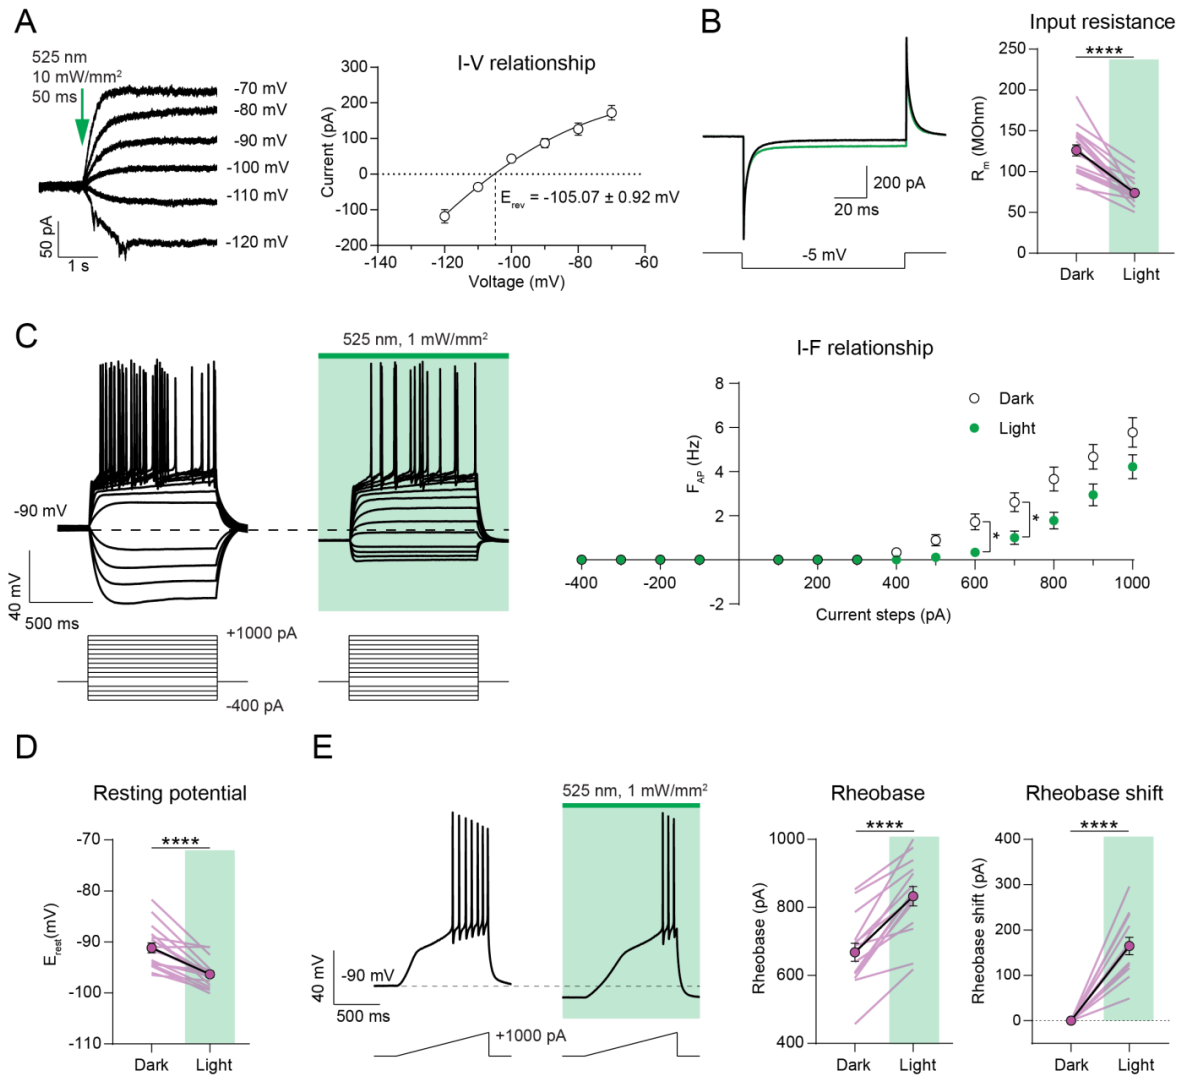 A
525 nm
10 mW/mm²
50 ms
-70 mV
-80 mV
-90 mV
-100 mV
-110 mV
-120 mV
50 pA
1 s
I-V relationship
Current (pA)
300
200
100
0
-100
-200
E_rev = -105.07 ± 0.92 mV
-140
-120
-100
-80
-60
Voltage (mV)
B
200 pA
20 ms
-5 mV
Input resistance
****
R_m (MOhm)
250
200
150
100
50
0
Dark
Light
C
-90 mV
40 mV
500 ms
+1000 pA
-400 pA
525 nm, 1 mW/mm²
I-F relationship
Dark
Light
F_AP (Hz)
8
6
4
2
-2
*
*
-400
-200
200
400
600
800
1000
Current steps (pA)
D
Resting potential
****
E_rest (mV)
-70
-80
-90
-100
-110
Dark
Light
E
-90 mV
40 mV
500 ms
+1000 pA
525 nm, 1 mW/mm²
Rheobase
****
Rheobase (pA)
1000
800
600
400
Dark
Light
Rheobase shift
****
Rheobase shift (pA)
400
300
200
100
0
Dark
Light